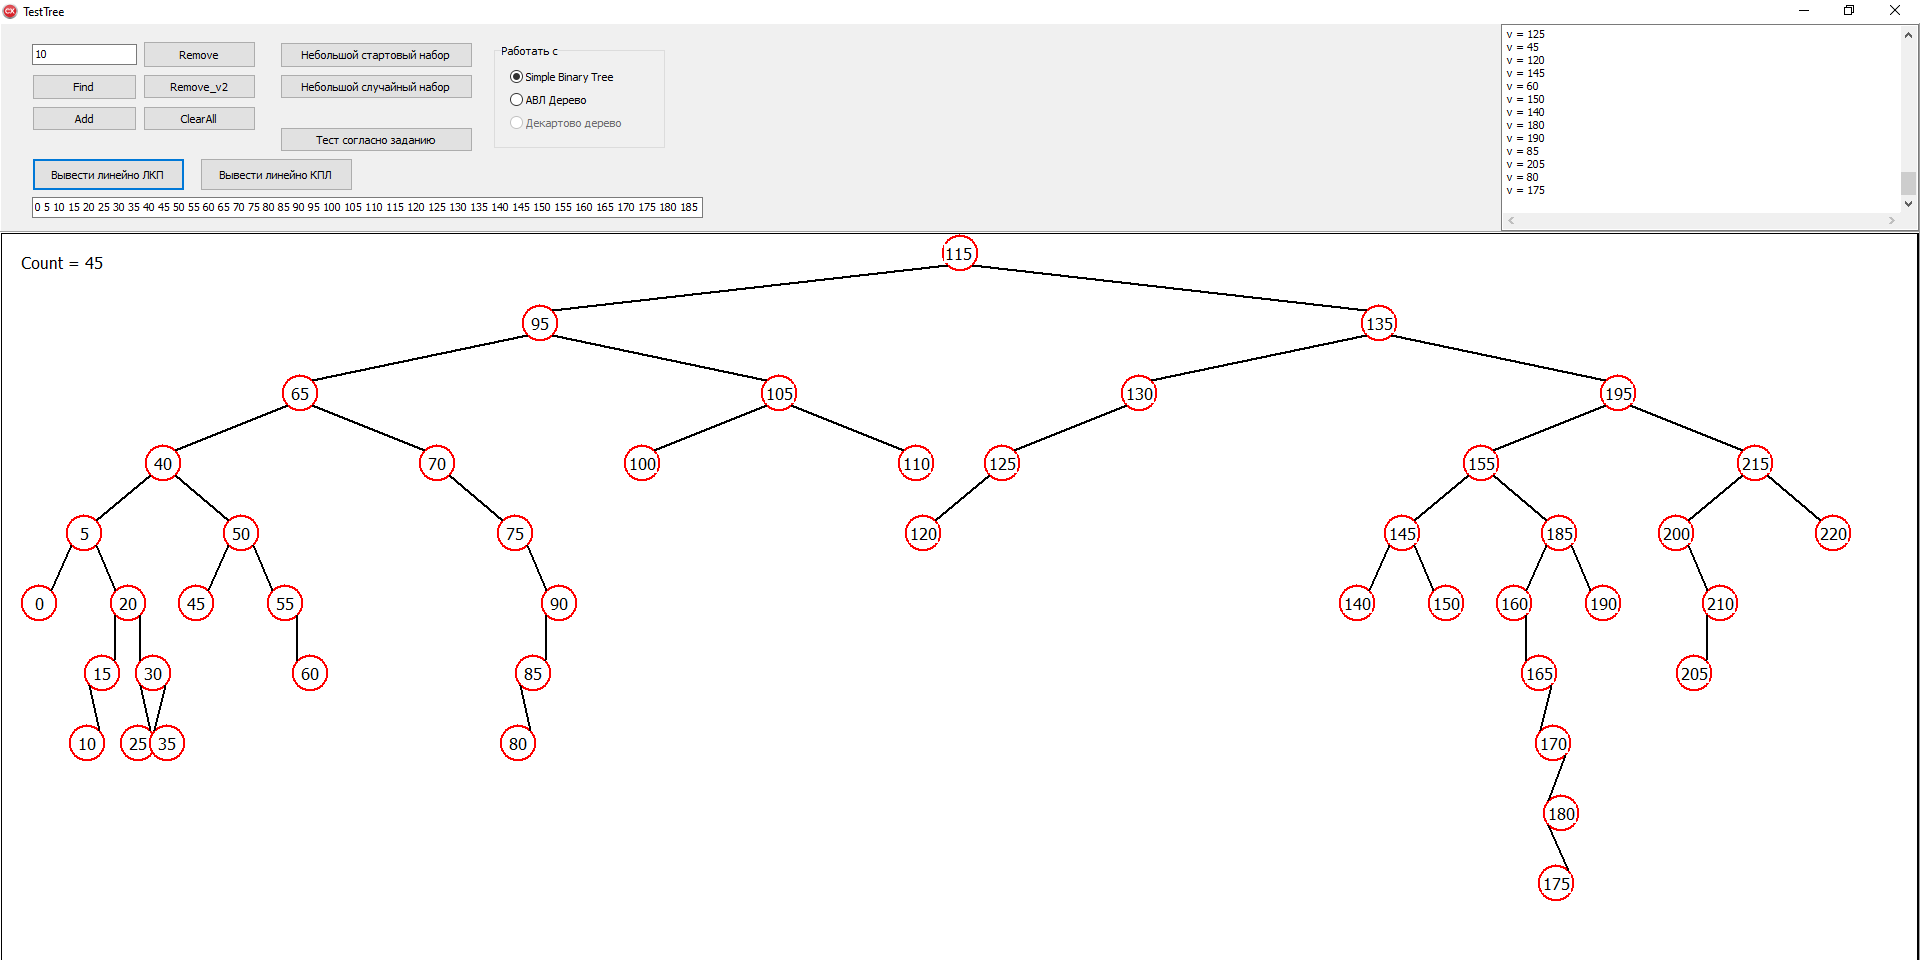 TestTree
10
Remove
Небольшой стартовый набор
Работать с
Find
Remove_v2
Небольшой случайный набор
Simple Binary Tree
Add
ClearAll
АВЛ Дерево
Тест согласно заданию
Декартово дерево
Вывести линейно ЛКП
Вывести линейно КПЛ
0 5 10 15 20 25 30 35 40 45 50 55 60 65 70 75 80 85 90 95 100 105 110 115 120 125 130 135 140 145 150 155 160 165 170 175 180 185
v = 125
v = 45
v = 120
v = 145
v = 60
v = 150
v = 140
v = 180
v = 190
v = 85
v = 205
v = 80
v = 175
Count = 45
115
95 135
65 105 130 195
40 70 100 110 125 155 215
5 50 75 120 145 185 200 220
0 20 45 55 90 140 150 160 190 210
15 30 60 85 165 205
10 25 35 80 170
180
175